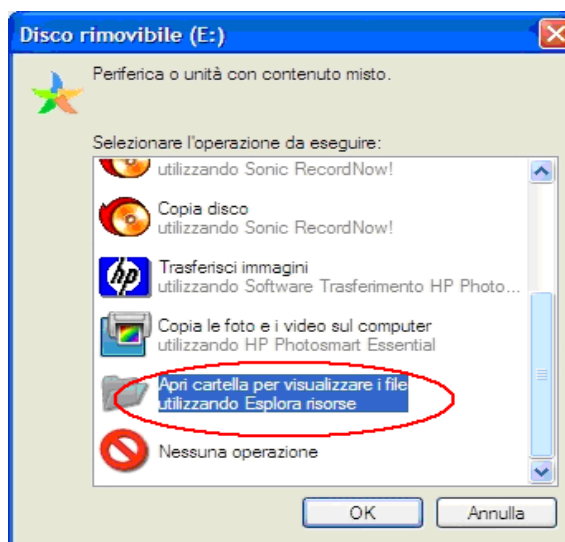 Disco rimovibile (E:)
Periferica o unità con contenuto misto.
Selezionare l'operazione da eseguire:
utilizzando Sonic RecordNow!
Copia disco
utilizzando Sonic RecordNow!
hp
Trasferisci immagini
utilizzando Software Trasferimento HP Photo...
Copia le foto e i video sul computer
utilizzando HP Photosmart Essential
Apri cartella per visualizzare i file
utilizzando Esplora risorse
Nessuna operazione
OK
Annulla